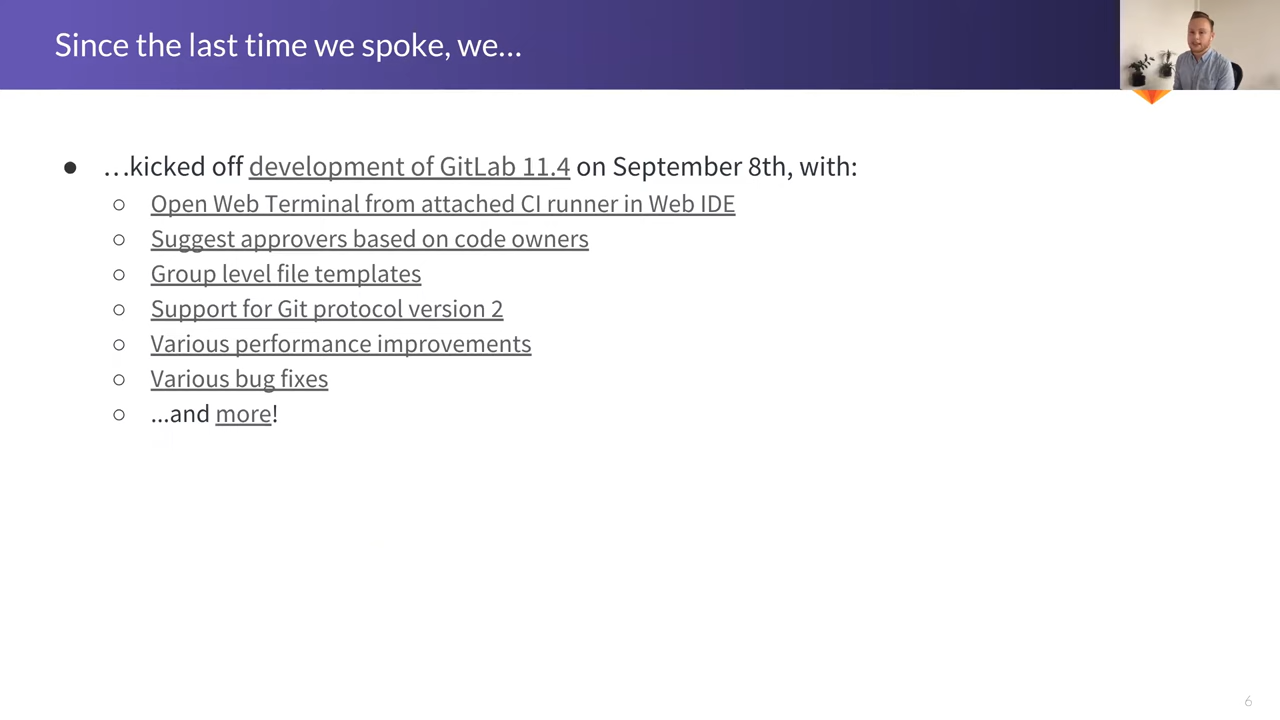 Since the last time we spoke, we...
● ...kicked off development of GitLab 11.4 on September 8th, with:
○ Open Web Terminal from attached CI runner in Web IDE
○ Suggest approvers based on code owners
○ Group level file templates
○ Support for Git protocol version 2
○ Various performance improvements
○ Various bug fixes
○ ...and more!
6